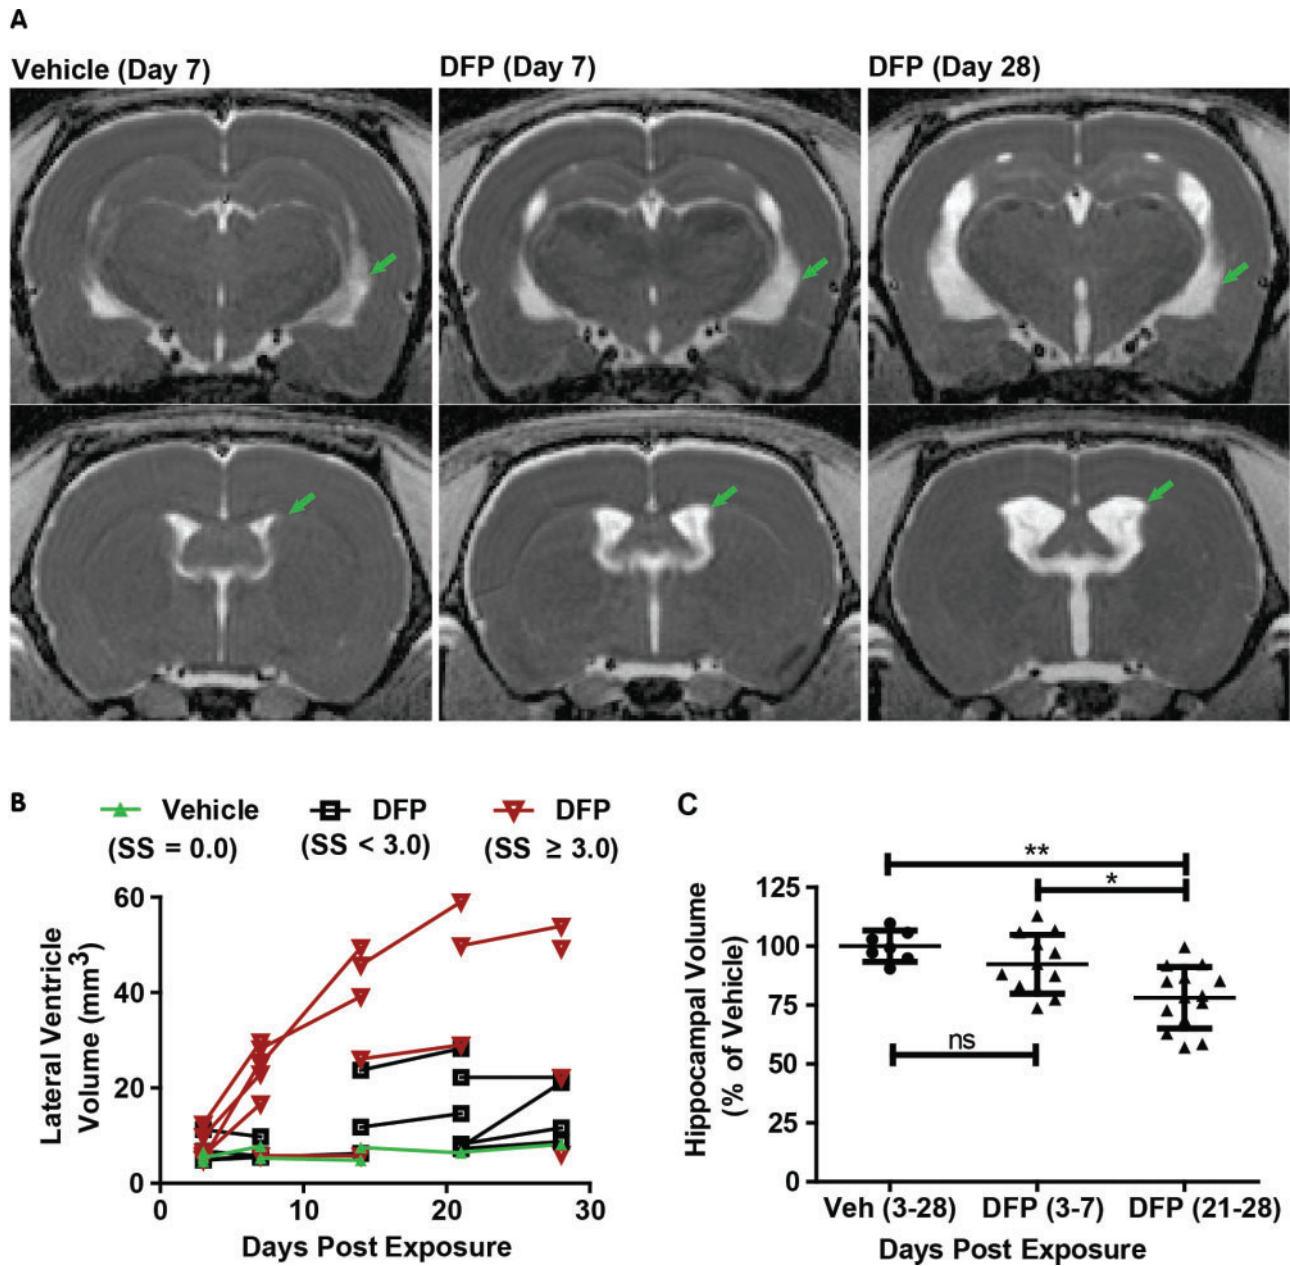 A
Vehicle (Day 7) DFP (Day 7) DFP (Day 28)
B
Vehicle DFP DFP
(SS = 0.0) (SS < 3.0) (SS ≥ 3.0)
60
40
20
0
0 10 20 30
Lateral Ventricle
Volume (mm³)
Days Post Exposure
C
**
*
ns
125
100
75
50
25
0
Hippocampal Volume
(% of Vehicle)
Veh (3-28) DFP (3-7) DFP (21-28)
Days Post Exposure